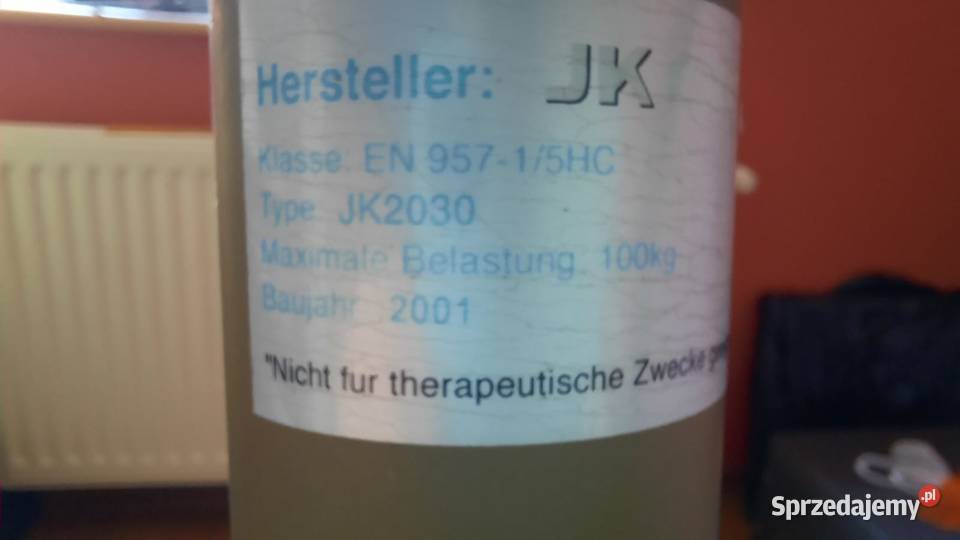 Hersteller: JK
Klasse. EN 957-1/5HC
Type. JK2030
Maximale Belastung. 100kg
Baujahr. 2001
"Nicht fur therapeutische Zwecke
Sprzedajemy.pl